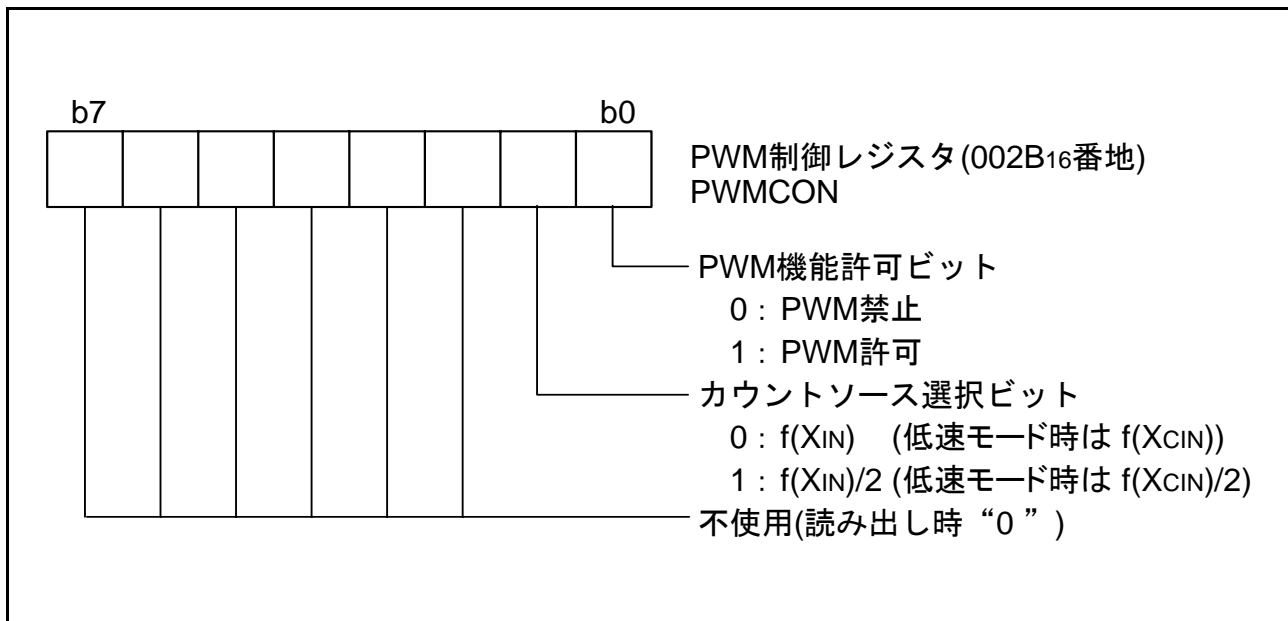 b7 b0
PWM制御レジスタ(002B16番地)
PWMCON
PWM機能許可ビット
0 : PWM禁止
1 : PWM許可
カウントソース選択ビット
0 : f(XIN) (低速モード時は f(XCIN))
1 : f(XIN)/2 (低速モード時は f(XCIN)/2)
不使用(読み出し時“0 ”)